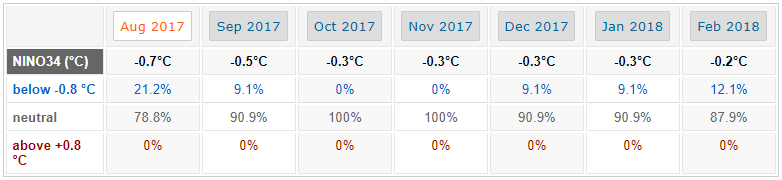 Aug 2017 Sep 2017 Oct 2017 Nov 2017 Dec 2017 Jan 2018 Feb 2018
NINO34 (°C) -0.7°C -0.5°C -0.3°C -0.3°C -0.3°C -0.3°C -0.2°C
below -0.8 °C 21.2% 9.1% 0% 0% 9.1% 9.1% 12.1%
neutral 78.8% 90.9% 100% 100% 90.9% 90.9% 87.9%
above +0.8 0% 0% 0% 0% 0% 0% 0%
°C